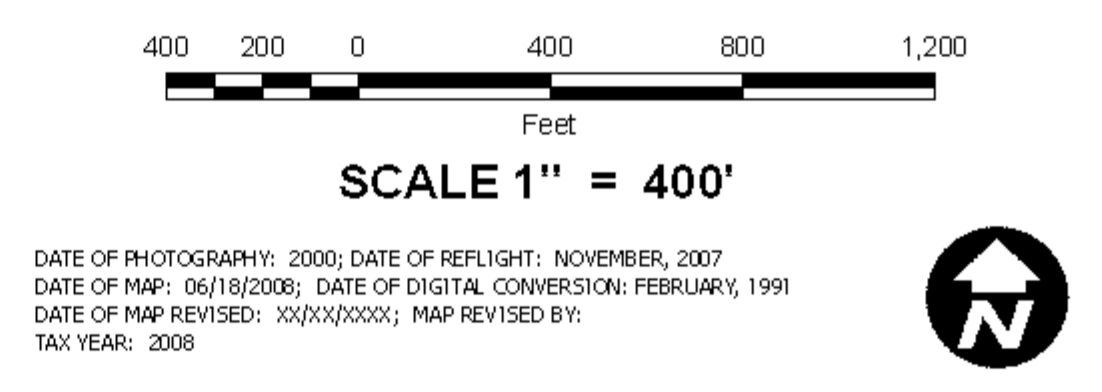 400 200 0 400 800 1,200
Feet
SCALE 1" = 400'
DATE OF PHOTOGRAPHY: 2000; DATE OF REFLIGHT: NOVEMBER, 2007
DATE OF MAP: 06/18/2008; DATE OF DIGITAL CONVERSION: FEBRUARY, 1991
DATE OF MAP REVISED: XX/XX/XXXX; MAP REVISED BY:
TAX YEAR: 2008
N